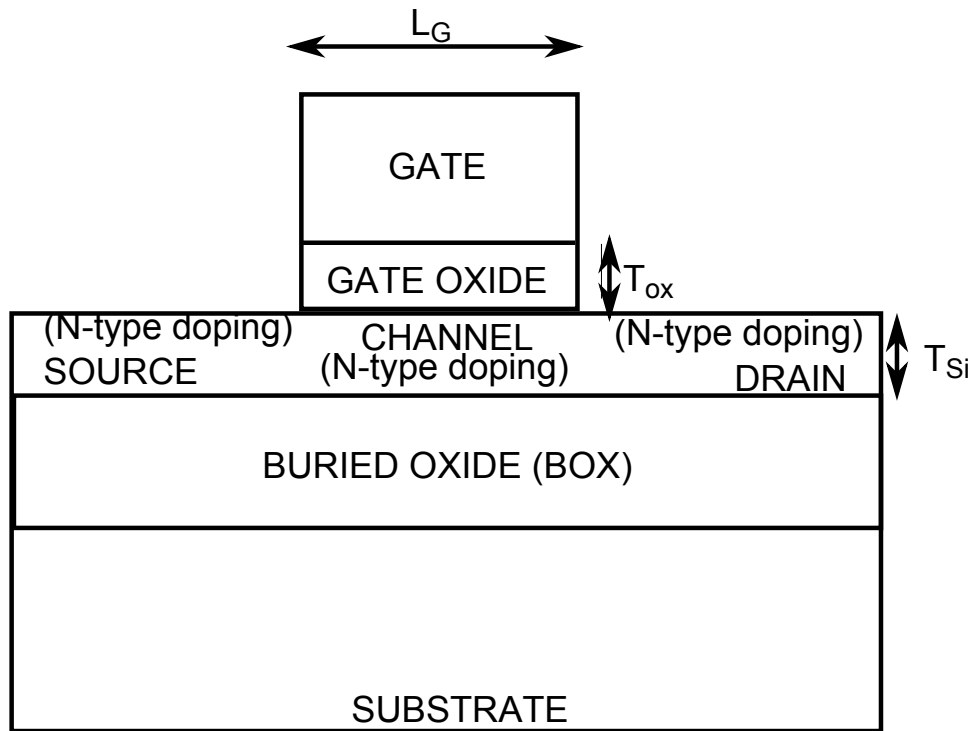 L_G
GATE
GATE OXIDE
T_ox
(N-type doping)
CHANNEL
(N-type doping)
(N-type doping)
SOURCE
DRAIN
T_Si
BURIED OXIDE (BOX)
SUBSTRATE